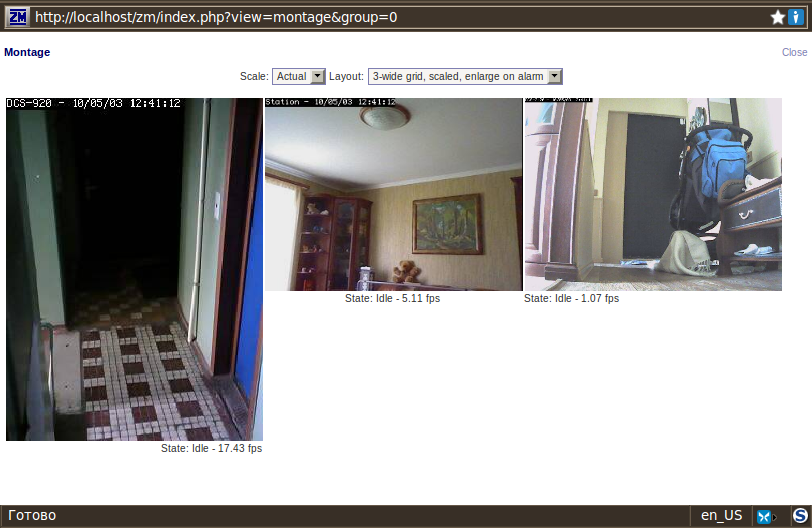 ZM http://localhost/zm/index.php?view=montage&group=0
Montage
Close
Scale: Actual Layout: 3-wide grid, scaled, enlarge on alarm
DCS-920 - 10/05/03 12:41:12
Station - 10/05/03 12:41:12
State: Idle - 5.11 fps
State: Idle - 1.07 fps
State: Idle - 17.43 fps
Готово
en_US